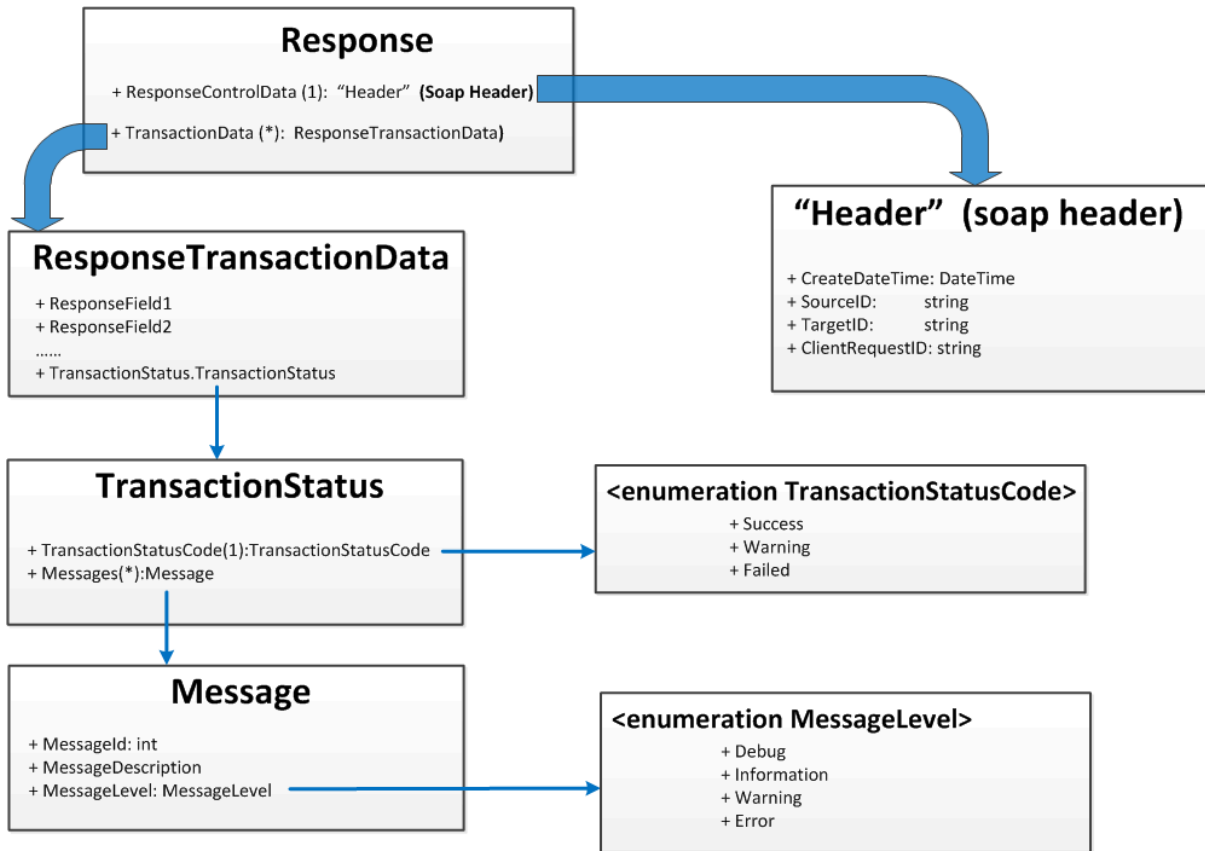 Response
+ ResponseControlData (1): “Header” (Soap Header)
+ TransactionData (*): ResponseTransactionData)
“Header” (soap header)
+ CreateDateTime: DateTime
+ SourceID: string
+ TargetID: string
+ ClientRequestID: string
ResponseTransactionData
+ ResponseField1
+ ResponseField2
......
+ TransactionStatus.TransactionStatus
TransactionStatus
+ TransactionStatusCode(1):TransactionStatusCode
+ Messages(*):Message
<enumeration TransactionStatusCode>
+ Success
+ Warning
+ Failed
Message
+ MessageId: int
+ MessageDescription
+ MessageLevel: MessageLevel
<enumeration MessageLevel>
+ Debug
+ Information
+ Warning
+ Error